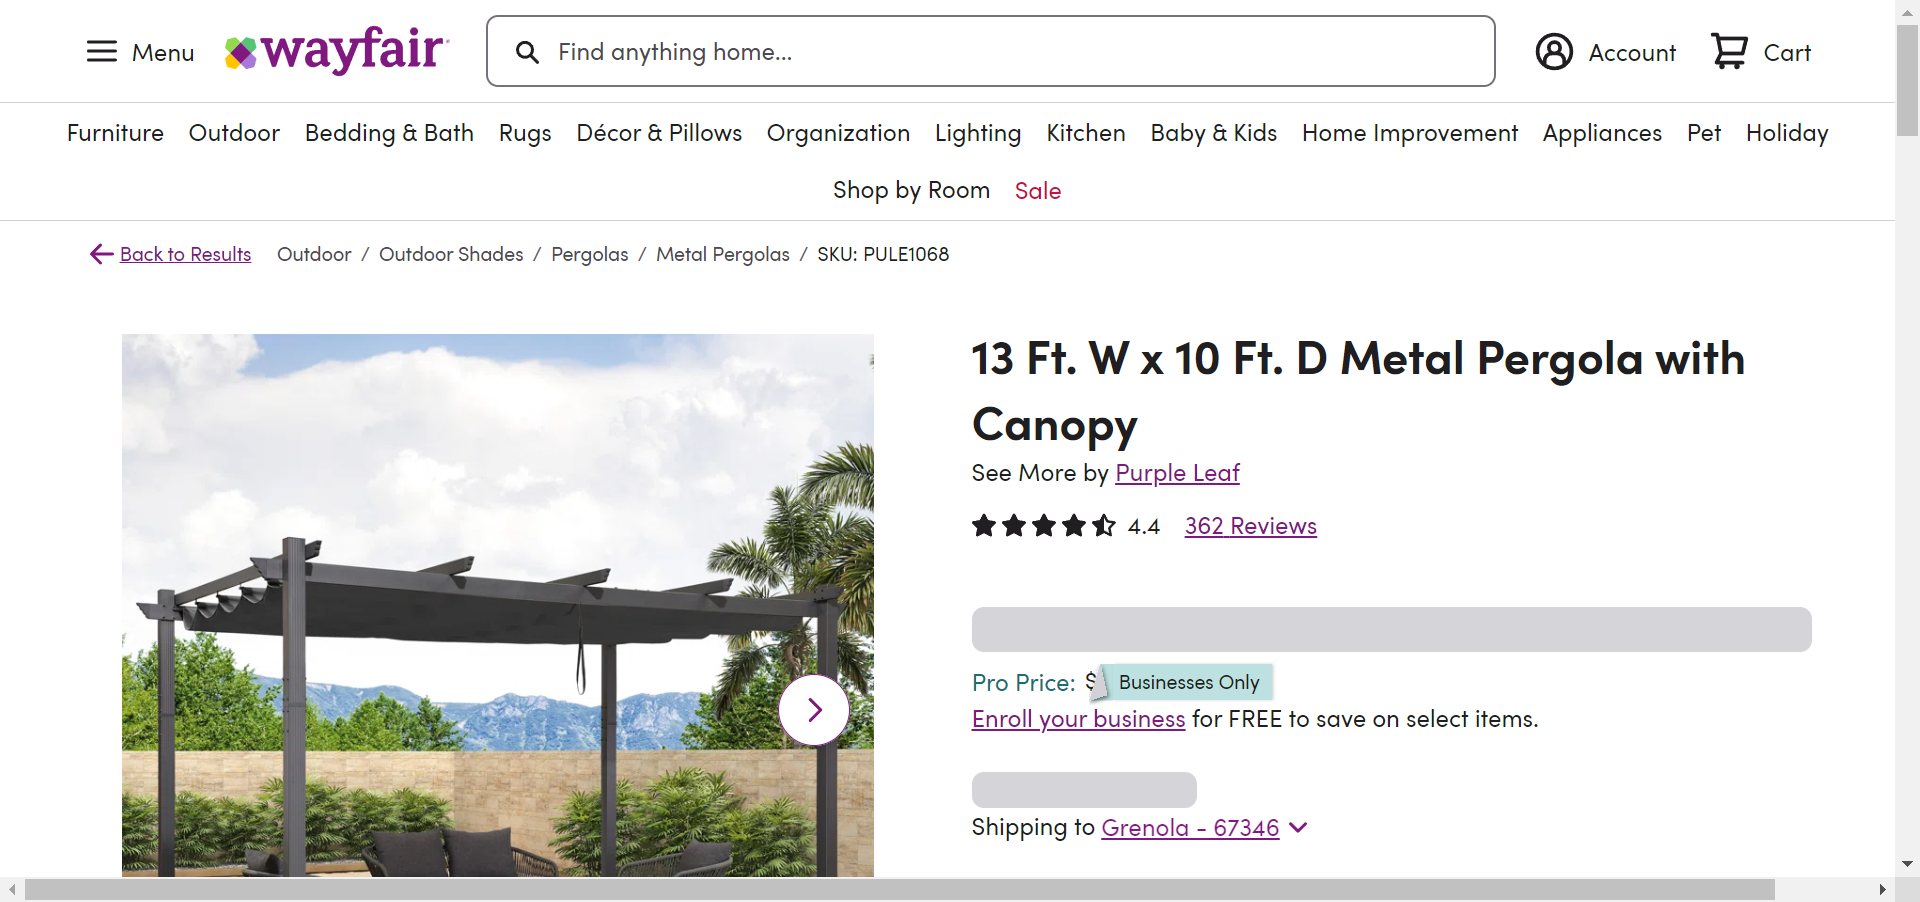 Menu
wayfair
Find anything home...
Account
Cart
Furniture Outdoor Bedding & Bath Rugs Décor & Pillows Organization Lighting Kitchen Baby & Kids Home Improvement Appliances Pet Holiday
Shop by Room Sale
Back to Results Outdoor / Outdoor Shades / Pergolas / Metal Pergolas / SKU: PULE1068
13 Ft. W x 10 Ft. D Metal Pergola with
Canopy
See More by Purple Leaf
4.4 362 Reviews
Pro Price: $ Businesses Only
Enroll your business for FREE to save on select items.
Shipping to Grenola - 67346